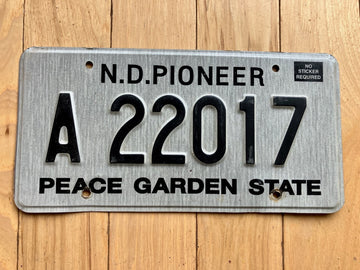 N.D.PIONEER
NO
STICKER
REQUIRED
A 22017
PEACE GARDEN STATE